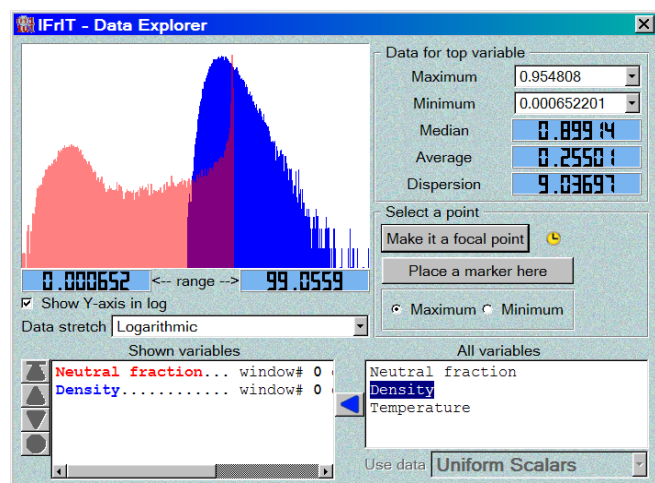 IFrIT - Data Explorer
Data for top variable
Maximum 0.954808
Minimum 0.000652201
Median 0.89914
Average 0.25501
Dispersion 9.03697
Select a point
Make it a focal point
Place a marker here
Maximum Minimum
0.000652 <-- range --> 99.0559
Show Y-axis in log
Data stretch Logarithmic
Shown variables
Neutral fraction... window# 0
Density............ window# 0
All variables
Neutral fraction
Density
Temperature
Use data Uniform Scalars